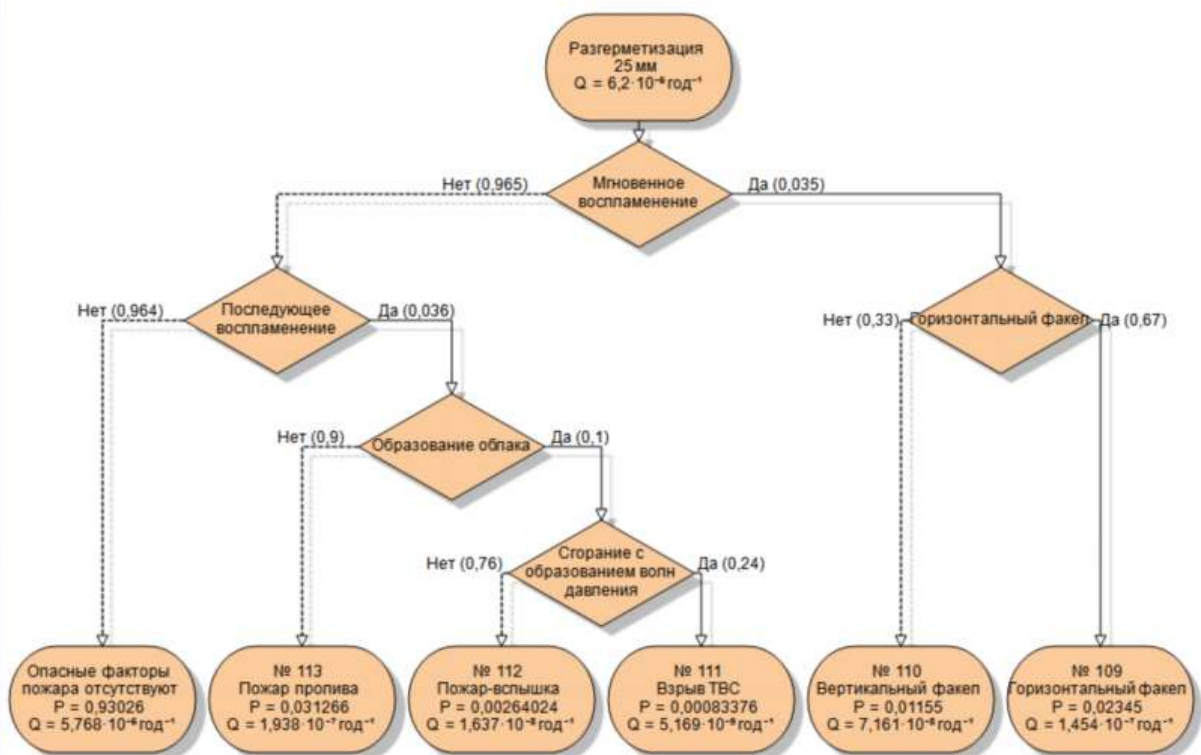 Разгерметизация
25 мм
Q = 6,2·10⁻⁶ год⁻¹
Нет (0,965)
Мгновенное
воспламенение
Да (0,035)
Нет (0,964)
Последующее
воспламенение
Да (0,036)
Нет (0,33)
Горизонтальный факел
Да (0,67)
Нет (0,9)
Образование облака
Да (0,1)
Нет (0,76)
Сгорание с
образованием волн
давления
Да (0,24)
Опасные факторы
пожара отсутствуют
P = 0,93026
Q = 5,768·10⁻⁶ год⁻¹
№ 113
Пожар пролива
P = 0,031266
Q = 1,938·10⁻⁷ год⁻¹
№ 112
Пожар-вспышка
P = 0,00264024
Q = 1,637·10⁻⁸ год⁻¹
№ 111
Взрыв ТВС
P = 0,00083376
Q = 5,169·10⁻⁹ год⁻¹
№ 110
Вертикальный факел
P = 0,01155
Q = 7,161·10⁻⁸ год⁻¹
№ 109
Горизонтальный факел
P = 0,02345
Q = 1,454·10⁻⁷ год⁻¹